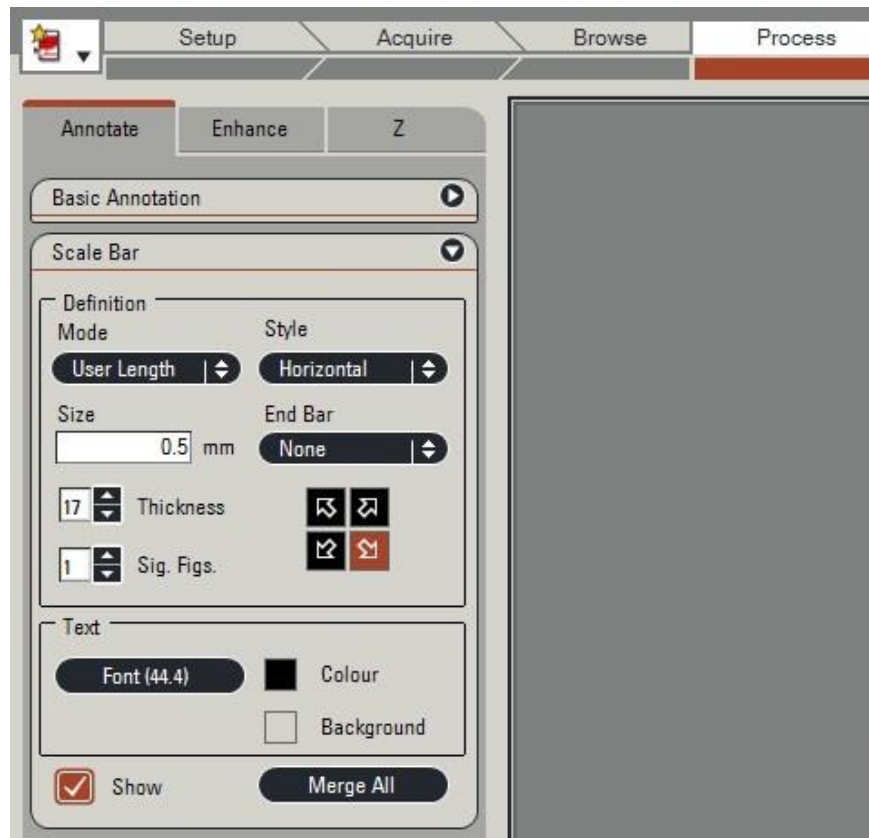 Setup Acquire Browse Process
Annotate Enhance Z
Basic Annotation
Scale Bar
Definition
Mode Style
User Length Horizontal
Size End Bar
0.5 mm None
17 Thickness
1 Sig. Figs.
Text
Font (44.4) Colour
Background
Show Merge All